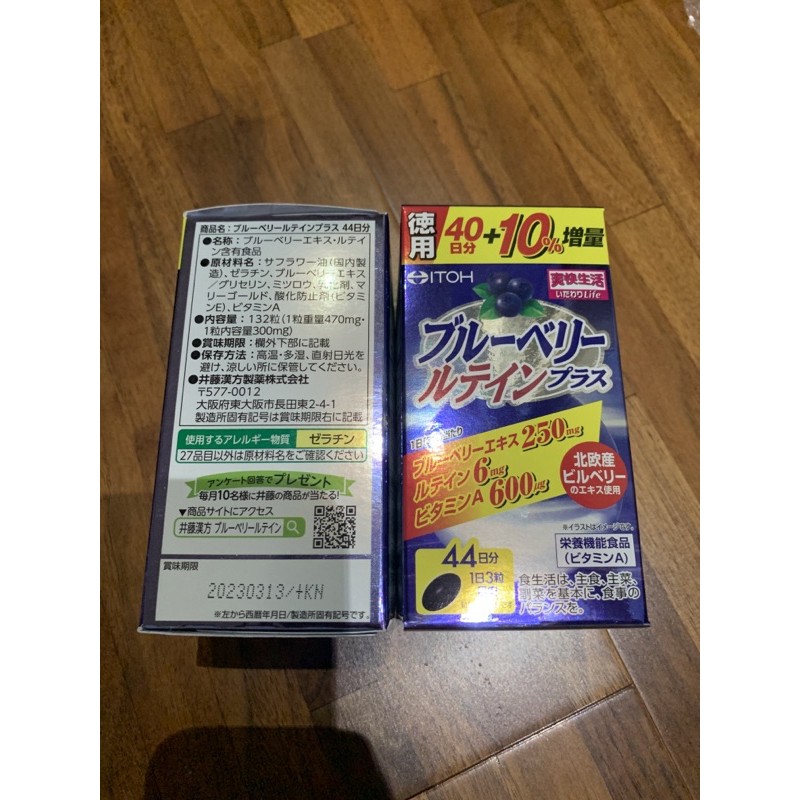 商品名：ブルーベリールテインプラス 44日分
●名称：ブルーベリーエキス・ルテイ
ン含有食品
●原材料名：サフラワー油(国内製
造)、ゼラチン、ブルーベリーエキス
/グリセリン、ミツロウ、乳化剤、マ
リーゴールド、酸化防止剤(ビタミ
ンE)、ビタミンA
●内容量：132粒(1粒重量470mg・
1粒内容量300mg)
●賞味期限：欄外下部に記載
●保存方法：高温・多湿、直射日光を
避け、涼しい所に保管してください。
●井藤漢方製薬株式会社
〒577-0012
大阪府東大阪市長田東2-4-1
製造所固有記号は賞味期限右に記載
使用するアレルギー物質 ゼラチン
27品目以外は原材料名をご確認ください
アンケート回答でプレゼント
毎月10名様に井藤の商品が当たる!
▼商品サイトにアクセス
井藤漢方 ブルーベリールテイン
賞味期限
20230313/+KN
※左から西暦年月日/製造所固有記号です。
徳用
40日分+10%増量
ITOH
爽快生活
いたわりLife
ブルーベリー
ルテインプラス
ブルーベリーエキス 250mg
ルテイン 6mg
ビタミンA 600μg
北欧産
ビルベリー
のエキス使用
※イラストはイメージです。
栄養機能食品
(ビタミンA)
44日分
1日3粒
食生活は、主食、主菜、
副菜を基本に、食事の
バランスを。